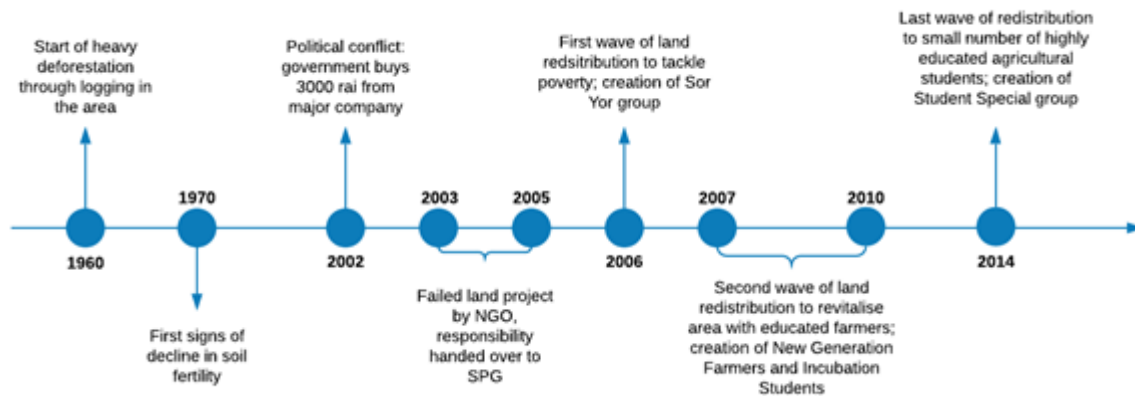 Start of heavy
deforestation
through logging in
the area
1960
1970
First signs of
decline in soil
fertility
Political conflict:
government buys
3000 rai from
major company
2002
2003
2005
Failed land project
by NGO,
responsibility
handed over to
SPG
First wave of land
redsitribution to tackle
poverty; creation of Sor
Yor group
2006
2007
2010
Second wave of land
redistribution to revitalise
area with educated farmers;
creation of New Generation
Farmers and Incubation
Students
Last wave of redistribution
to small number of highly
educated agricultural
students; creation of
Student Special group
2014